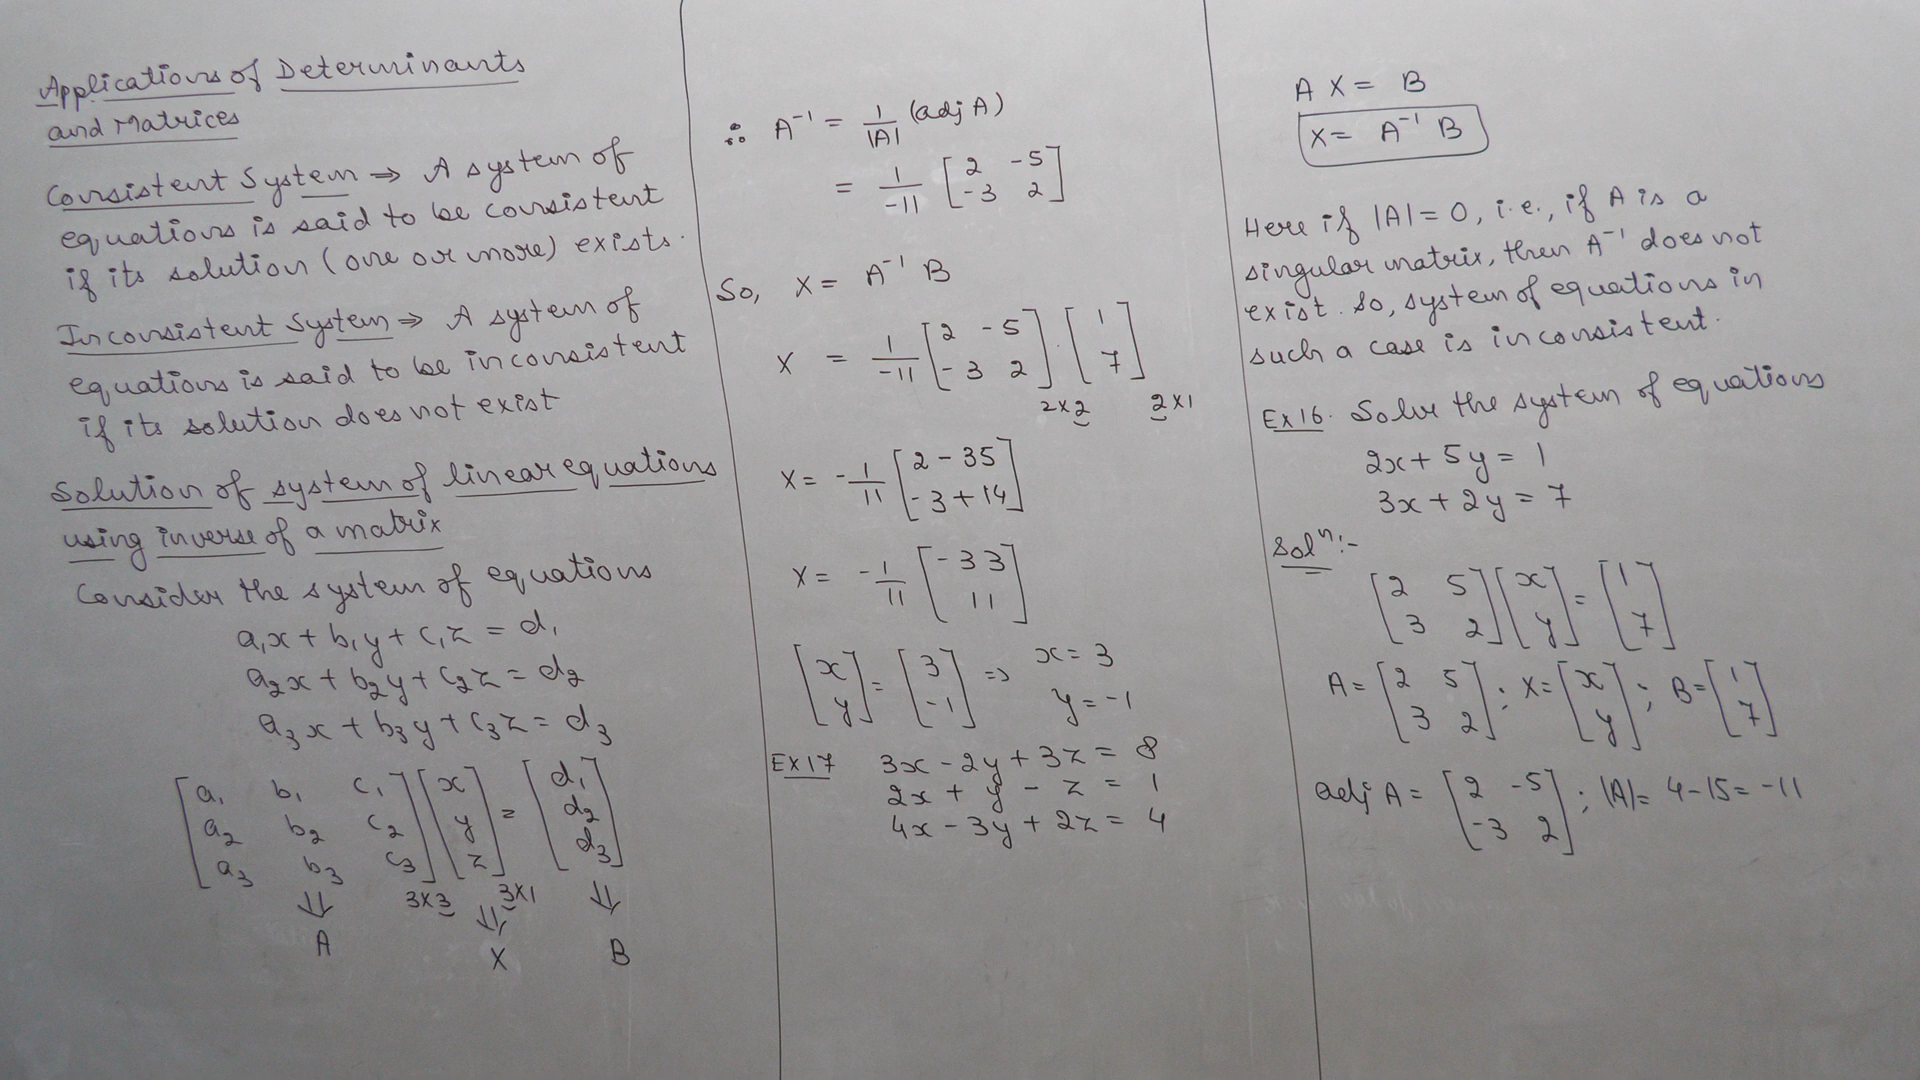 Applications of Determinants
and Matrices
Consistent System ⇒ A system of
equations is said to be consistent
if its solution (one or more) exists.
Inconsistent System ⇒ A system of
equations is said to be inconsistent
if its solution does not exist
Solution of system of linear equations
using inverse of a matrix
Consider the system of equations
a₁x + b₁y + c₁z = d₁
a₂x + b₂y + c₂z = d₂
a₃x + b₃y + c₃z = d₃
[a₁ b₁ c₁] [x] = [d₁]
[a₂ b₂ c₂] [y] [d₂]
[a₃ b₃ c₃] [z] [d₃]
⇓ 3×3 3×1 ⇓
⇓
A X B
∴ A⁻¹ = 1/|A| (adj A)
= 1/-11 [2 -5]
[-3 2]
So, X = A⁻¹ B
X = 1/-11 [2 -5] . [1]
[-3 2] [7]
2×2 2×1
X = -1/11 [2 - 35]
[-3 + 14]
X = -1/11 [-33]
[11]
[x] = [3] ⇒ x = 3
[y] [-1] y = -1
Ex 17 3x - 2y + 3z = 8
2x + y - z = 1
4x - 3y + 2z = 4
A X = B
X = A⁻¹ B
Here if |A| = 0, i.e., if A is a
singular matrix, then A⁻¹ does not
exist. So, system of equations in
such a case is inconsistent.
Ex 16. Solve the system of equations
2x + 5y = 1
3x + 2y = 7
Solⁿ:-
[2 5] [x] = [1]
[3 2] [y] [7]
A = [2 5] ; X = [x] ; B = [1]
[3 2] [y] [7]
adj A = [2 -5] ; |A| = 4 - 15 = -11
[-3 2]